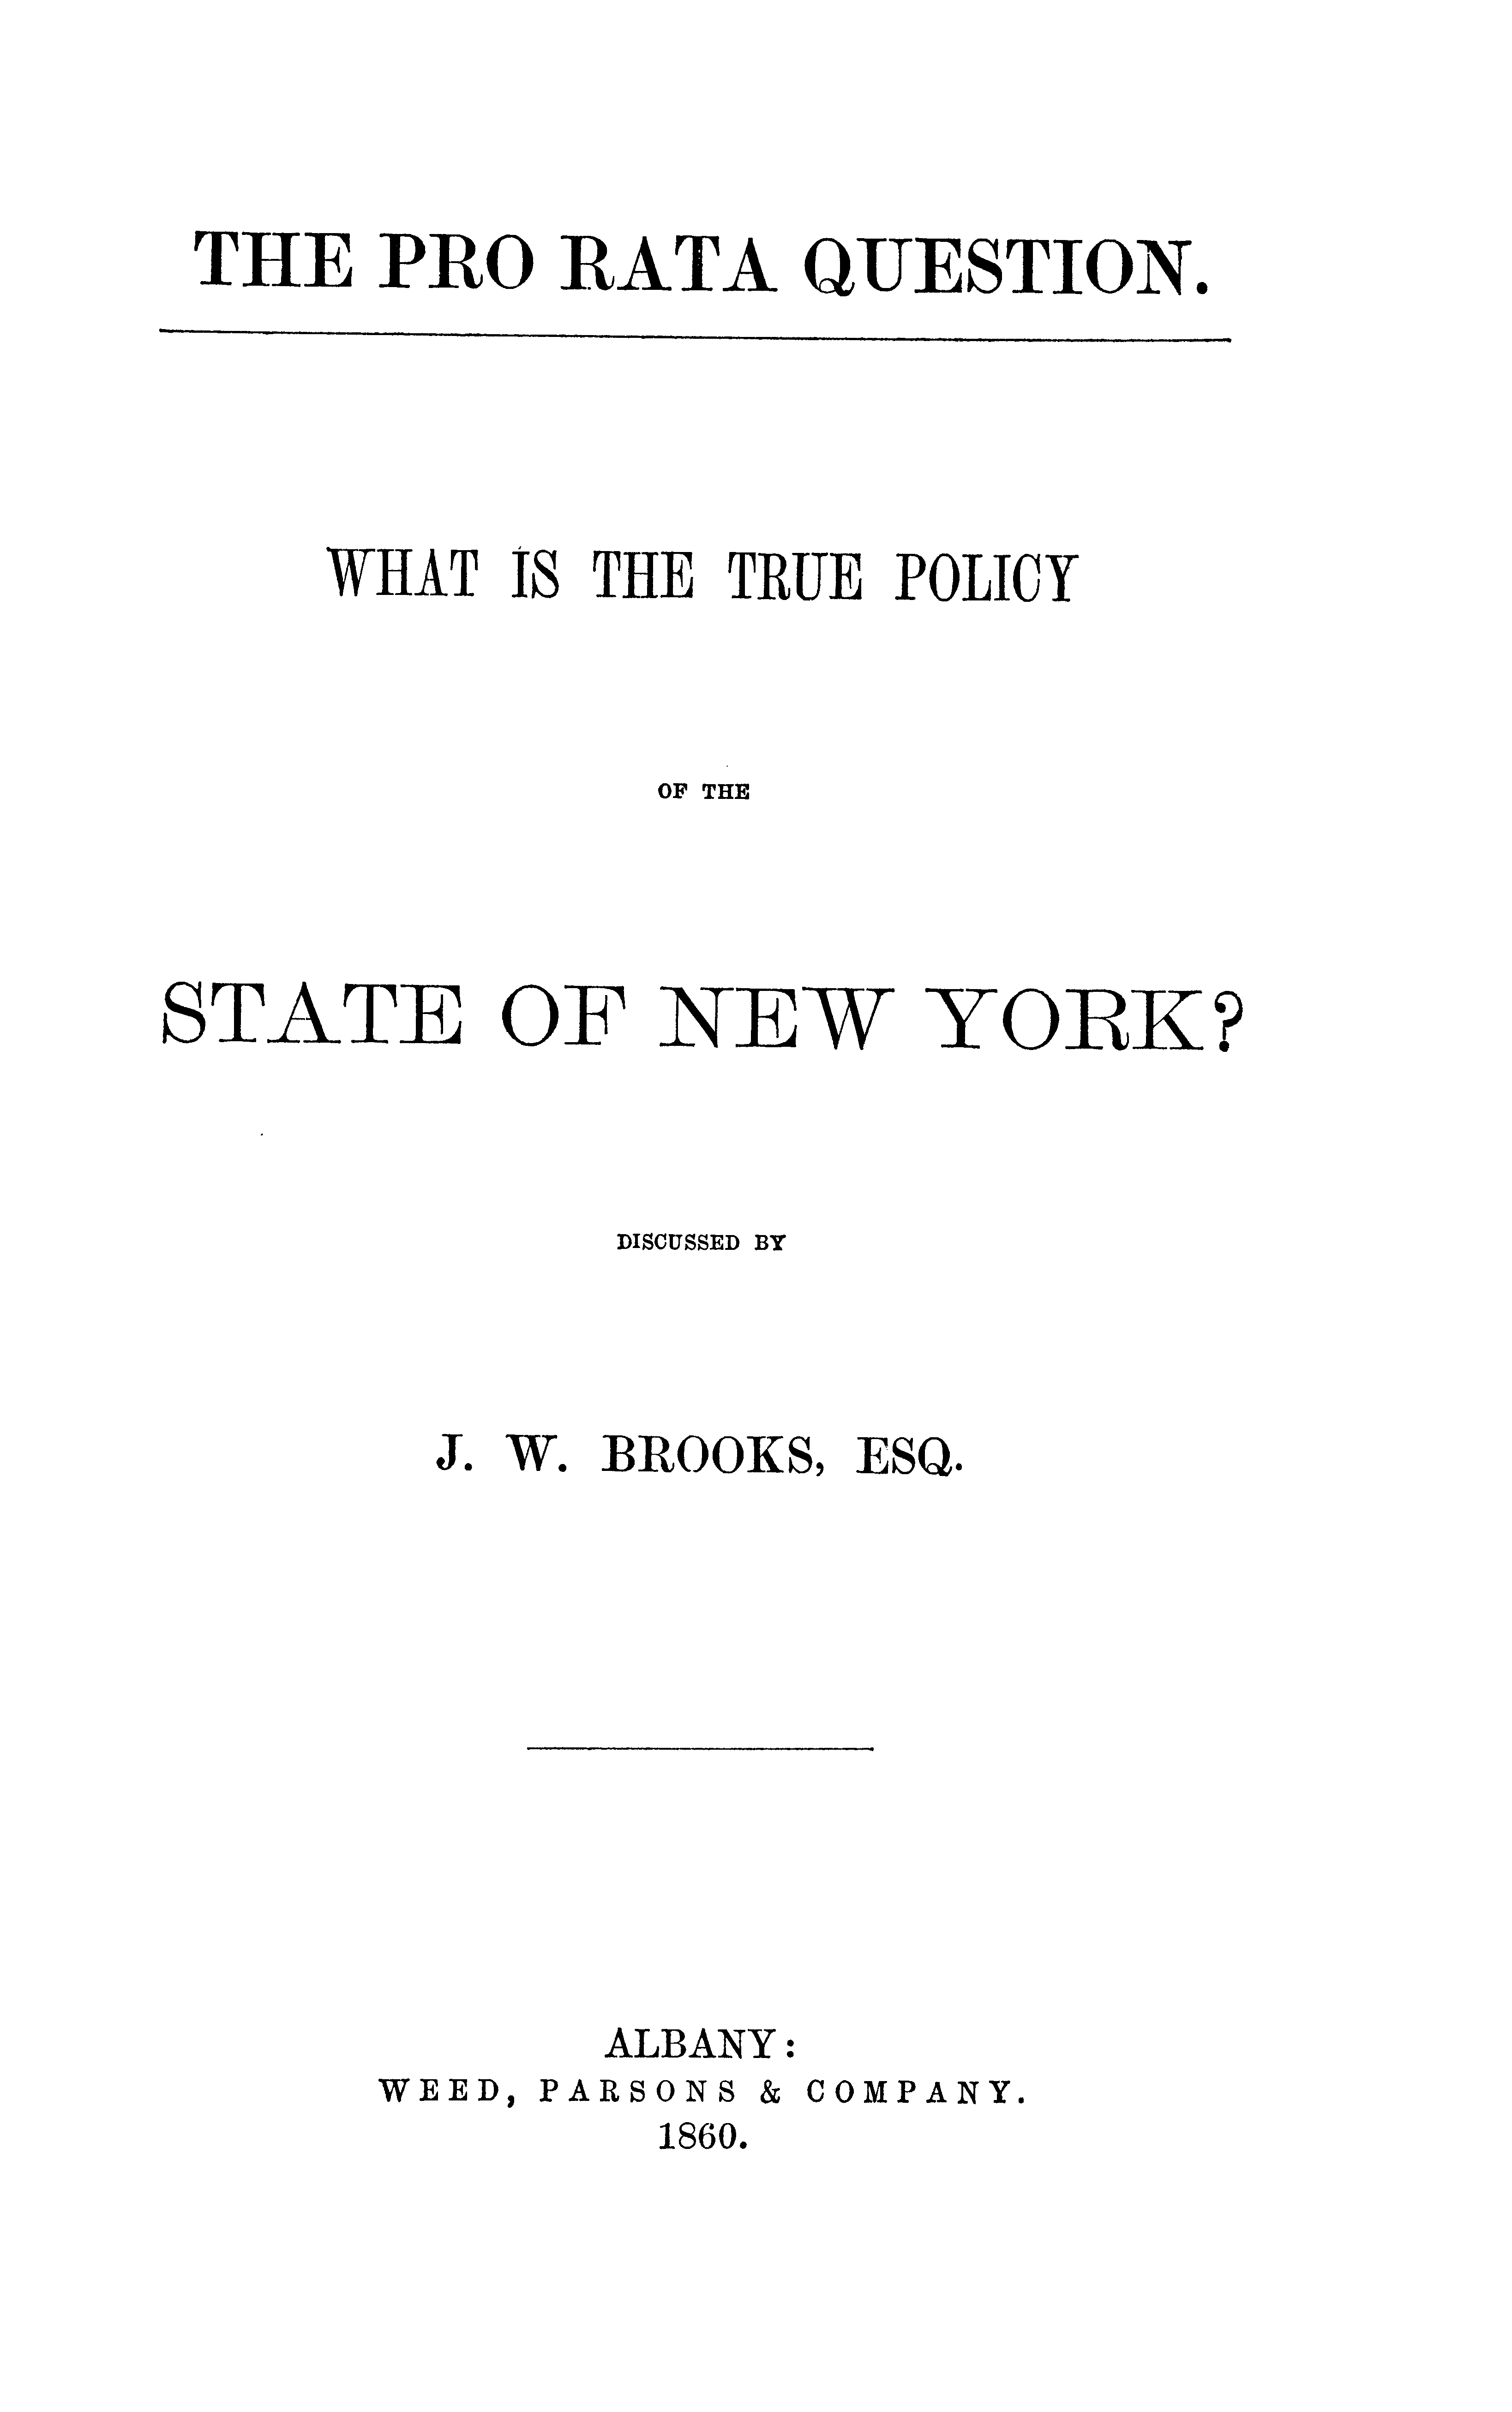 THE PRO RATA QUESTION.
WHAT IS THE TRUE POLICY
OF THE
STATE OF NEW YORK?
DISCUSSED BY
J. W. BROOKS, ESQ.
ALBANY:
WEED, PARSONS & COMPANY.
1860.